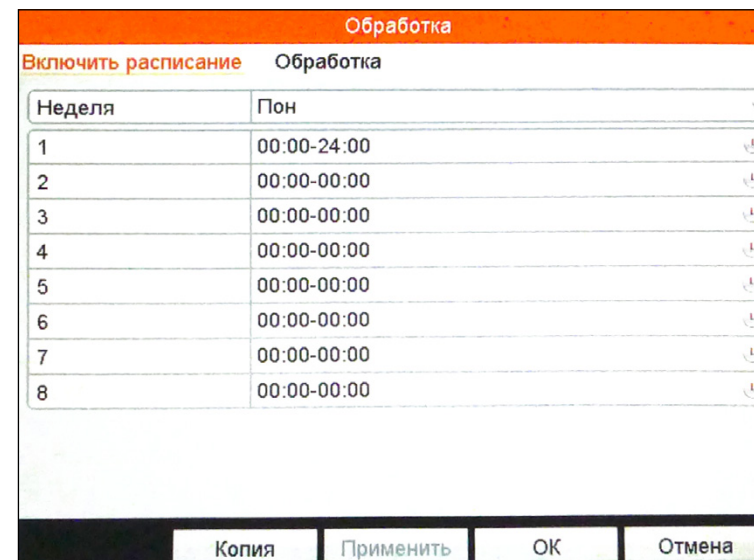 Обработка
Включить расписание Обработка
Неделя Пон
1 00:00-24:00
2 00:00-00:00
3 00:00-00:00
4 00:00-00:00
5 00:00-00:00
6 00:00-00:00
7 00:00-00:00
8 00:00-00:00
Копия Применить ОК Отмена